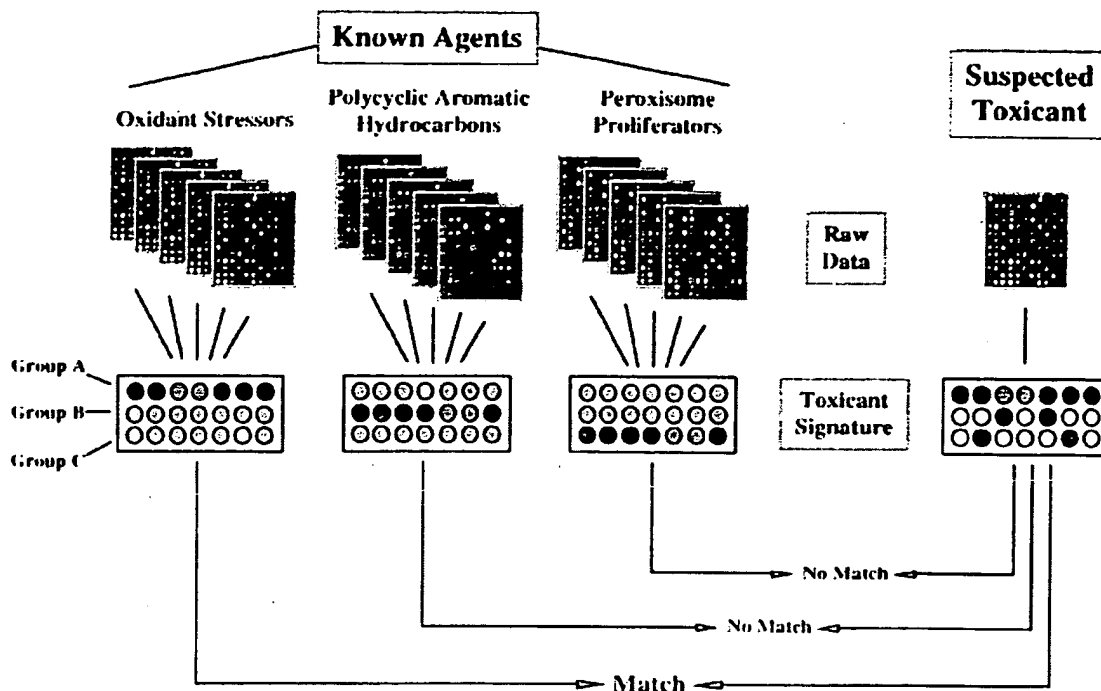 Known Agents
Suspected
Toxicant
Oxidant Stressors
Polycyclic Aromatic
Hydrocarbons
Peroxisome
Proliferators
Raw
Data
Group A
Group B
Group C
Toxicant
Signature
No Match
No Match
Match